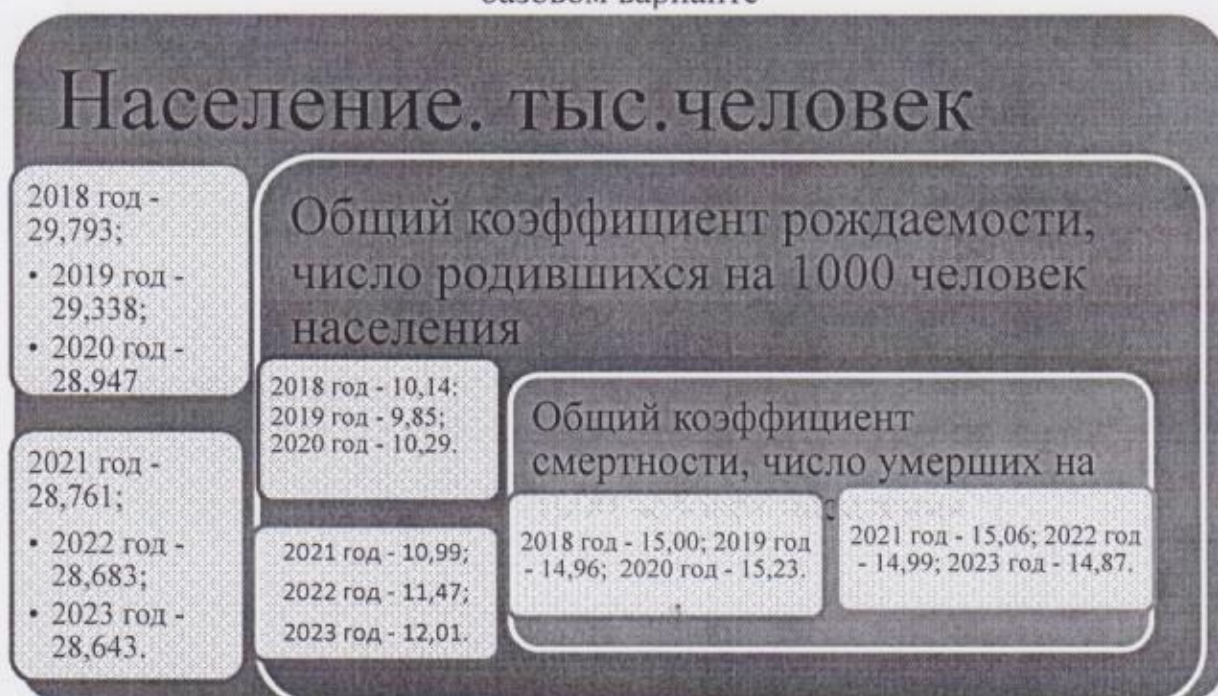 базовом варианте
Население. тыс.человек
2018 год -
29,793;
• 2019 год -
29,338;
• 2020 год -
28,947
2021 год -
28,761;
• 2022 год -
28,683;
• 2023 год -
28,643.
Общий коэффициент рождаемости,
число родившихся на 1000 человек
населения
2018 год - 10,14:
2019 год - 9,85;
2020 год - 10,29.
2021 год - 10,99;
2022 год - 11,47;
2023 год - 12,01.
Общий коэффициент
смертности, число умерших на
2018 год - 15,00; 2019 год
- 14,96; 2020 год - 15,23.
2021 год - 15,06; 2022 год
- 14,99; 2023 год - 14,87.